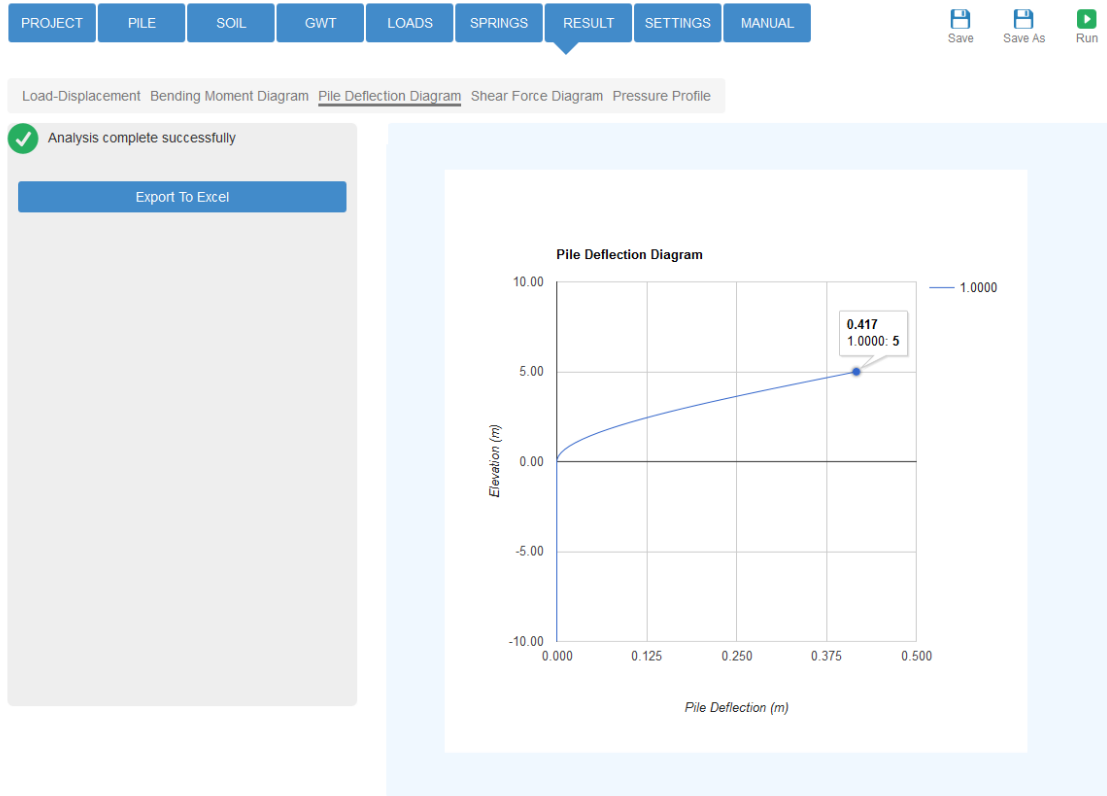 PROJECT PILE SOIL GWT LOADS SPRINGS RESULT SETTINGS MANUAL
Save Save As Run
Load-Displacement Bending Moment Diagram Pile Deflection Diagram Shear Force Diagram Pressure Profile
Analysis complete successfully
Export To Excel
Pile Deflection Diagram
10.00
1.0000
0.417
1.0000: 5
5.00
Elevation (m)
0.00
-5.00
-10.00
0.000 0.125 0.250 0.375 0.500
Pile Deflection (m)